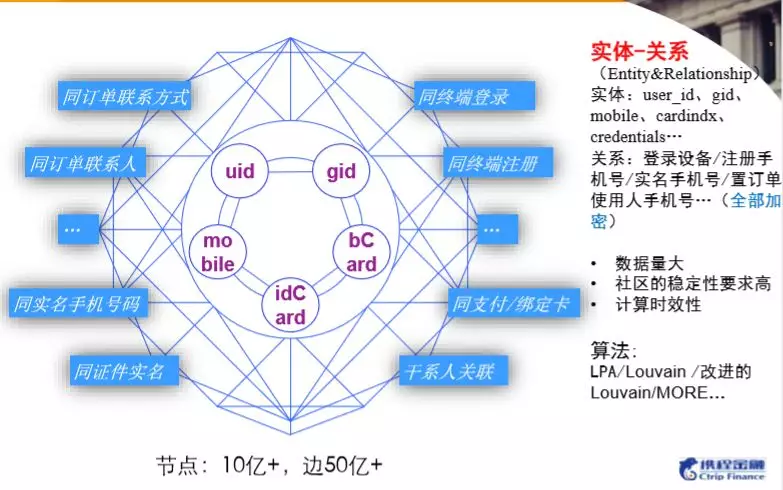 同订单联系方式
同订单联系人
...
同实名手机号码
同证件实名
同终端登录
同终端注册
...
同支付/绑定卡
干系人关联
uid
gid
mo
bile
bC
ard
idC
ard
节点：10亿+，边50亿+
实体-关系
（Entity&Relationship）
实体：user_id、gid、
mobile、cardindx、
credentials…
关系：登录设备/注册手
机号/实名手机号/置订单
使用人手机号…（全部加
密）
• 数据量大
• 社区的稳定性要求高
• 计算时效性
算法：
LPA/Louvain /改进的
Louvain/MORE…
携程金融
Ctrip Finance